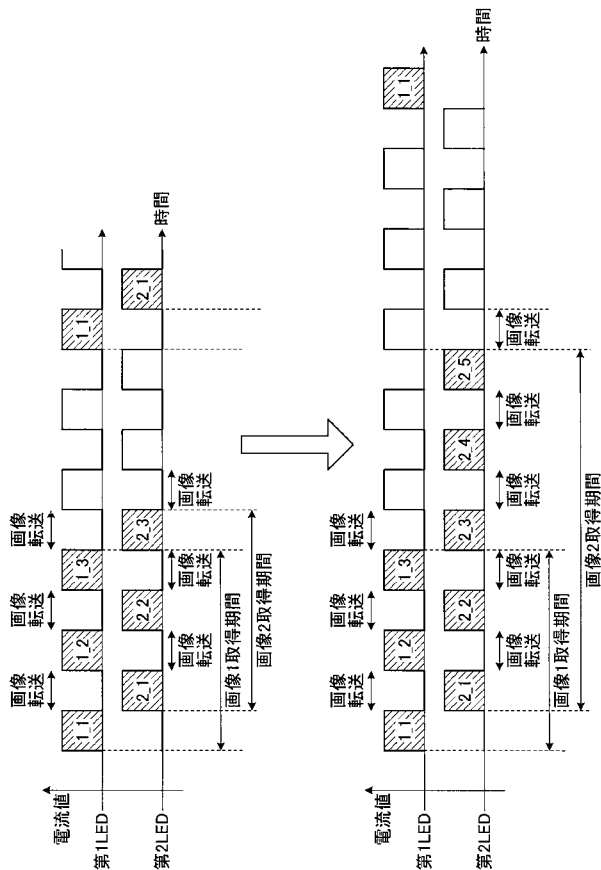 電流値
画像
転送
画像
転送
画像
転送
第1LED
1_1
1_2
1_3
1_1
第2LED
2_1
2_2
2_3
2_1
時間
画像
転送
画像
転送
画像
転送
画像1取得期間
画像2取得期間
電流値
画像
転送
画像
転送
画像
転送
第1LED
1_1
1_2
1_3
1_1
第2LED
2_1
2_2
2_3
2_4
2_5
時間
画像
転送
画像
転送
画像
転送
画像
転送
画像
転送
画像1取得期間
画像2取得期間